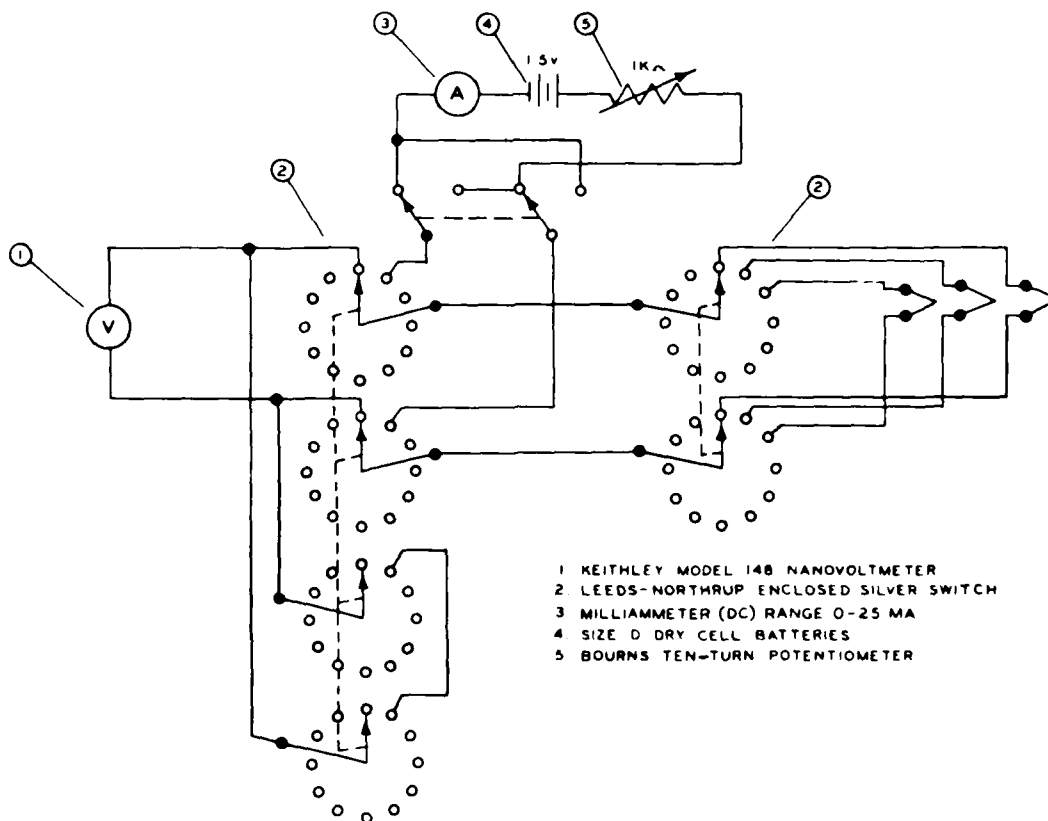 3
4
5
1.5V
1KΩ
A
2
2
1
V
1 KEITHLEY MODEL 148 NANOVOLTMETER
2. LEEDS-NORTHRUP ENCLOSED SILVER SWITCH
3 MILLIAMMETER (DC) RANGE 0-25 MA
4. SIZE D DRY CELL BATTERIES
5 BOURNS TEN-TURN POTENTIOMETER